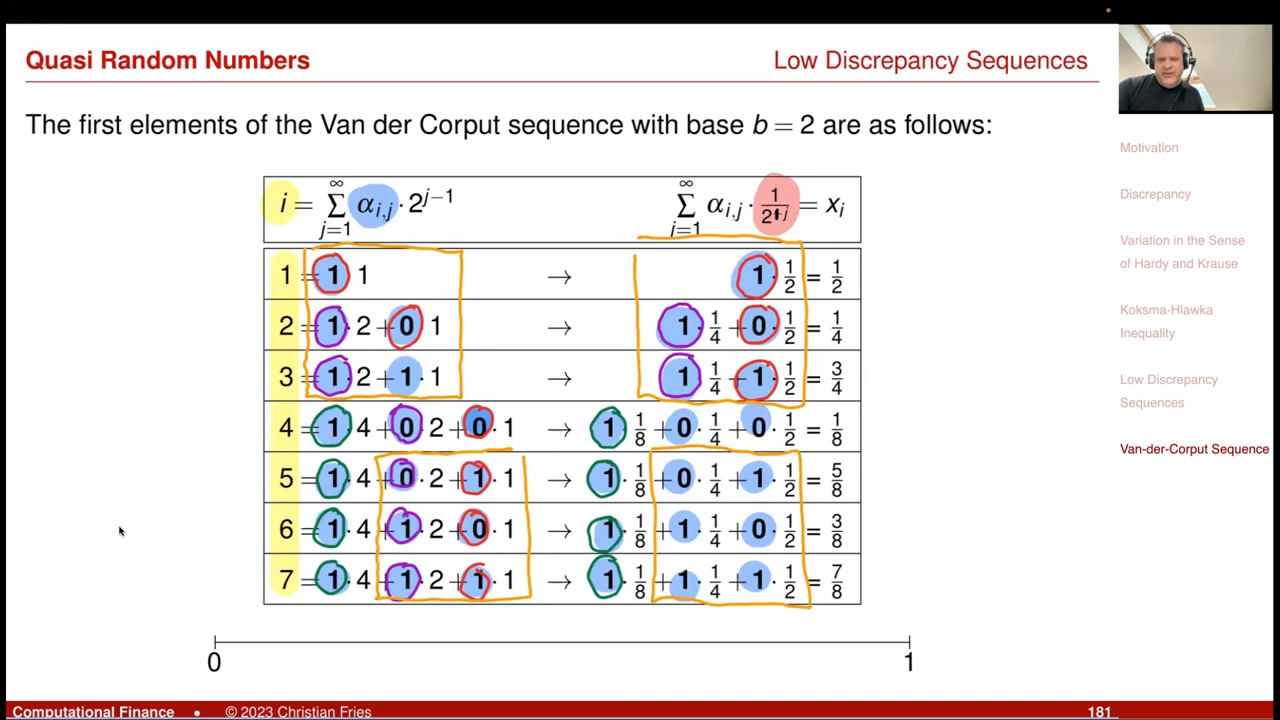 Quasi Random Numbers
Low Discrepancy Sequences
The first elements of the Van der Corput sequence with base b = 2 are as follows:
i = ∑_{j=1}^{∞} α_{i,j} · 2^{j−1}    ∑_{i=1}^{∞} α_{i,j} · 1/2^{j} = x_i
1 = 1 · 1 → 1 · 1/2 = 1/2
2 = 1 · 2 + 0 · 1 → 1 · 1/4 + 0 · 1/2 = 1/4
3 = 1 · 2 + 1 · 1 → 1 · 1/4 + 1 · 1/2 = 3/4
4 = 1 · 4 + 0 · 2 + 0 · 1 → 1 · 1/8 + 0 · 1/4 + 0 · 1/2 = 1/8
5 = 1 · 4 + 0 · 2 + 1 · 1 → 1 · 1/8 + 0 · 1/4 + 1 · 1/2 = 5/8
6 = 1 · 4 + 1 · 2 + 0 · 1 → 1 · 1/8 + 1 · 1/4 + 0 · 1/2 = 3/8
7 = 1 · 4 + 1 · 2 + 1 · 1 → 1 · 1/8 + 1 · 1/4 + 1 · 1/2 = 7/8
0 1
Computational Finance • © 2023 Christian Fries 181
Motivation
Discrepancy
Variation in the Sense
of Hardy and Krause
Koksma-Hlawka
Inequality
Low Discrepancy
Sequences
Van-der-Corput Sequence